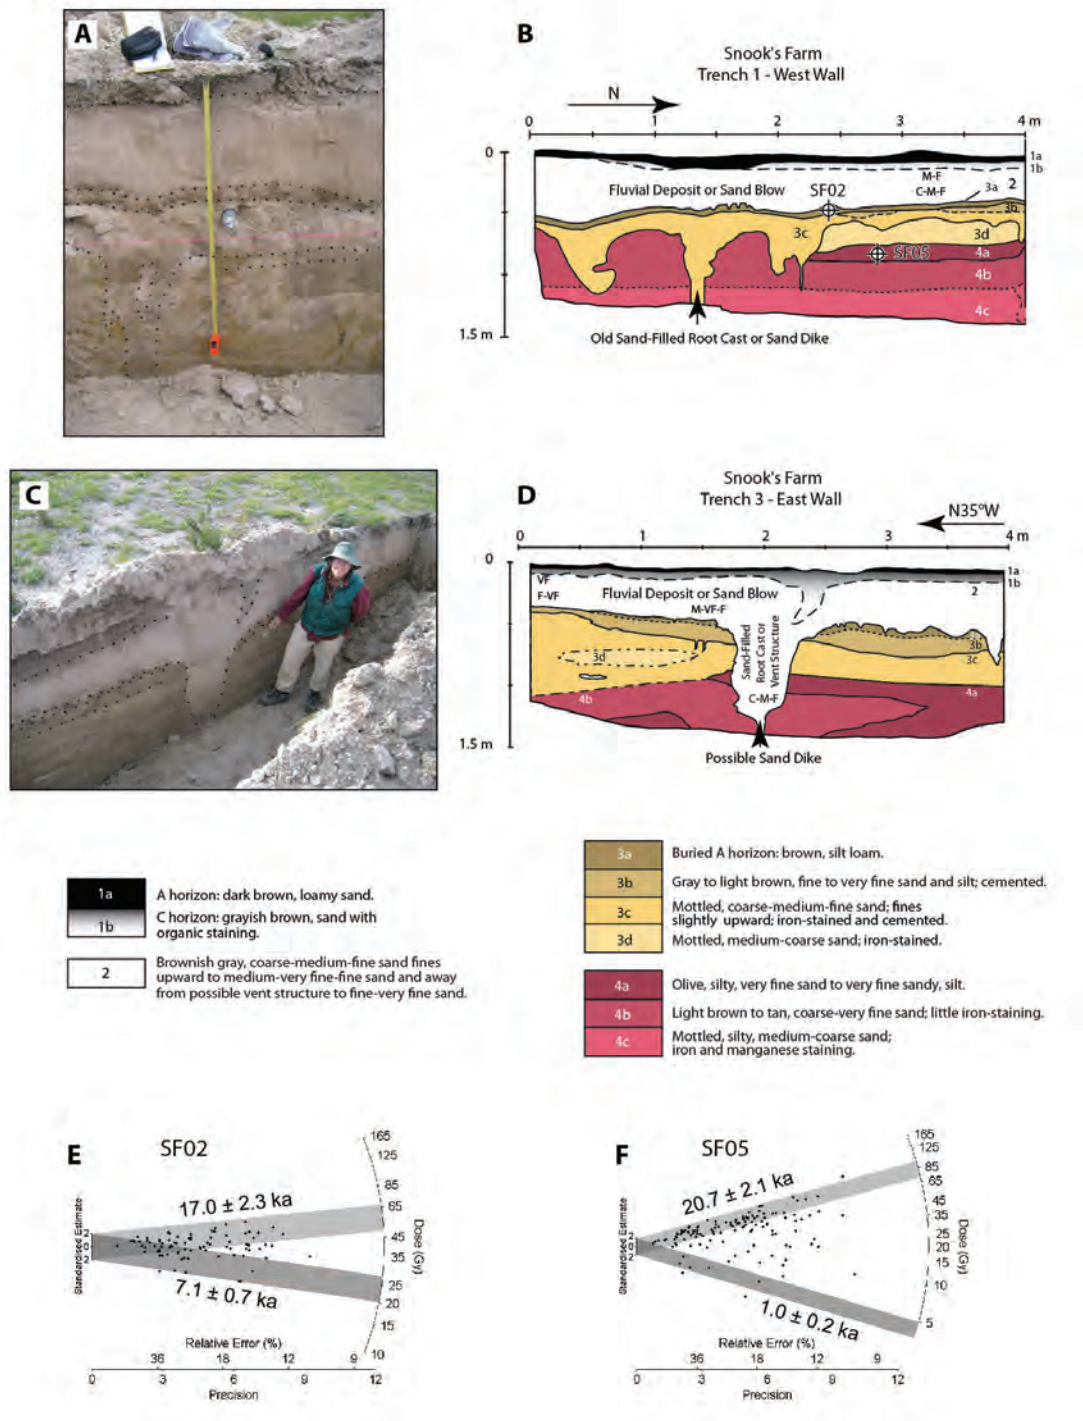 A
B
Snook's Farm
Trench 1 - West Wall
N
0 1 2 3 4 m
0
1a
1b
M-F
C-M-F
3a
2
Fluvial Deposit or Sand Blow
SF02
3b
3c
3d
4a
SF05
4b
4c
1.5 m
Old Sand-Filled Root Cast or Sand Dike
C
D
Snook's Farm
Trench 3 - East Wall
N35°W
0 1 2 3 4 m
0
1a
1b
VF
F-VF
Fluvial Deposit or Sand Blow
2
M-VF-F
Sand-Filled
Root Cast or
Vent Structure
3b
3c
3d
4a
4b
C-M-F
1.5 m
Possible Sand Dike
1a
A horizon: dark brown, loamy sand.
1b
C horizon: grayish brown, sand with
organic staining.
2
Brownish gray, coarse-medium-fine sand fines
upward to medium-very fine-fine sand and away
from possible vent structure to fine-very fine sand.
3a
Buried A horizon: brown, silt loam.
3b
Gray to light brown, fine to very fine sand and silt; cemented.
3c
Mottled, coarse-medium-fine sand; fines
slightly upward; iron-stained and cemented.
3d
Mottled, medium-coarse sand; iron-stained.
4a
Olive, silty, very fine sand to very fine sandy, silt.
4b
Light brown to tan, coarse-very fine sand; little iron-staining.
4c
Mottled, silty, medium-coarse sand;
iron and manganese staining.
E
SF02
17.0 ± 2.3 ka
7.1 ± 0.7 ka
Standardised Estimate
2
0
2
165
125
85
65
45
35
25
20
15
10
Dose (Gy)
Relative Error (%)
36 18 12 9
0 3 6 9 12
Precision
F
SF05
20.7 ± 2.1 ka
1.0 ± 0.2 ka
Standardised Estimate
2
0
2
165
125
85
65
45
35
25
20
15
10
5
Dose (Gy)
Relative Error (%)
36 18 12 9
0 3 6 9 12
Precision